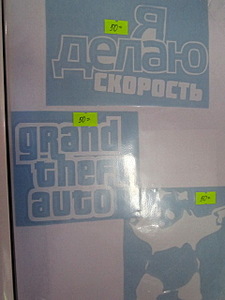 50=
Я
делаю
СКОРОСТЬ
50=
grand
theft
auto
50=